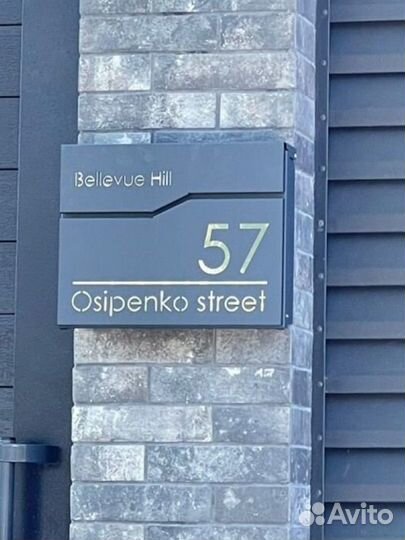 Bellevue Hill
57
Osipenko street
Avito